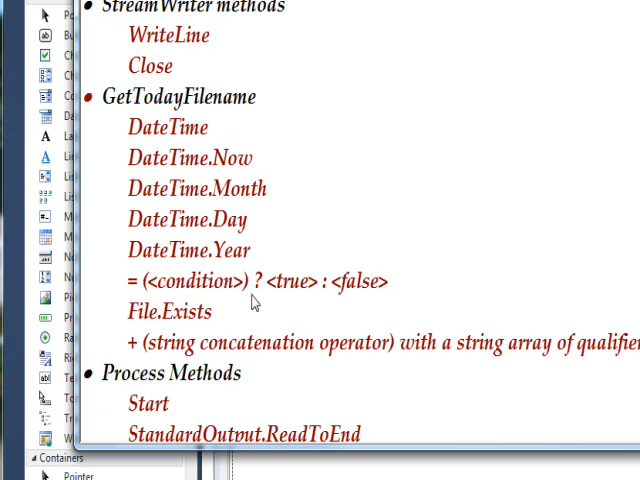 StreamWriter methods
WriteLine
Close
GetTodayFilename
DateTime
DateTime.Now
DateTime.Month
DateTime.Day
DateTime.Year
= (<condition>) ? <true> : <false>
File.Exists
+ (string concatenation operator) with a string array of qualifier
Process Methods
Start
StandardOutput.ReadToEnd
Containers
Pointer